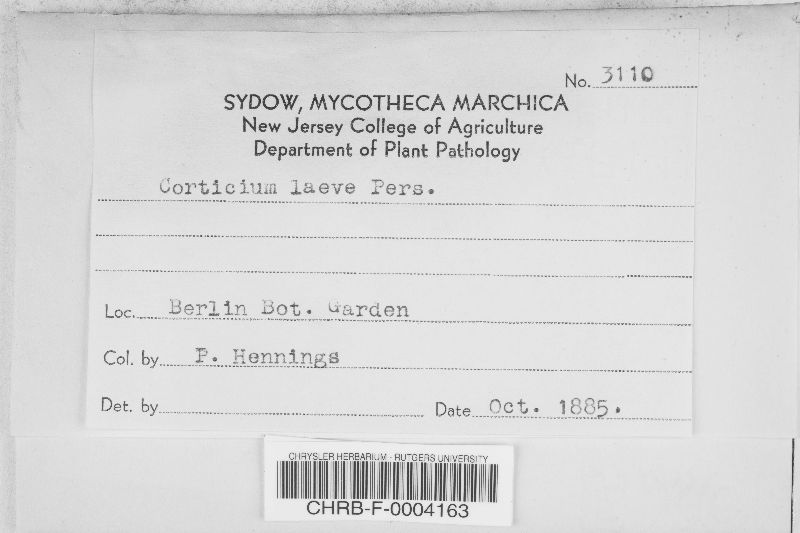 No. 3110
SYDOW, MYCOTHECA MARCHICA
New Jersey College of Agriculture
Department of Plant Pathology
Corticium laeve Pers.
Loc. Berlin Bot. Garden
Col. by P. Hennings
Det. by Date Oct. 1885.
CHRYSLER HERBARIUM - RUTGERS UNIVERSITY
CHRB-F-0004163